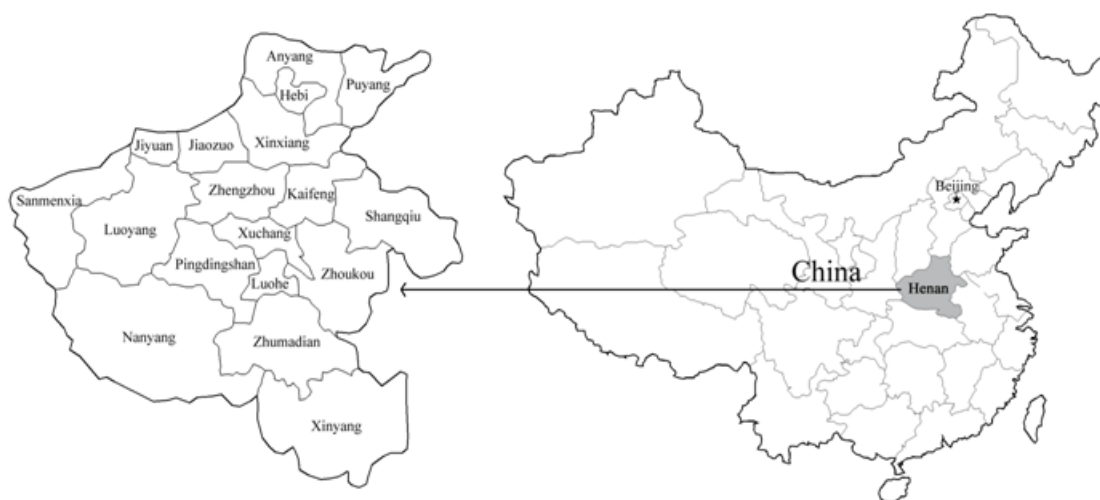 Anyang
Hebi
Puyang
Jiyuan
Jiaozuo
Xinxiang
Sanmenxia
Zhengzhou
Kaifeng
Shangqiu
Luoyang
Xuchang
Pingdingshan
Luohe
Zhoukou
Nanyang
Zhumadian
Xinyang
Beijing
China
Henan